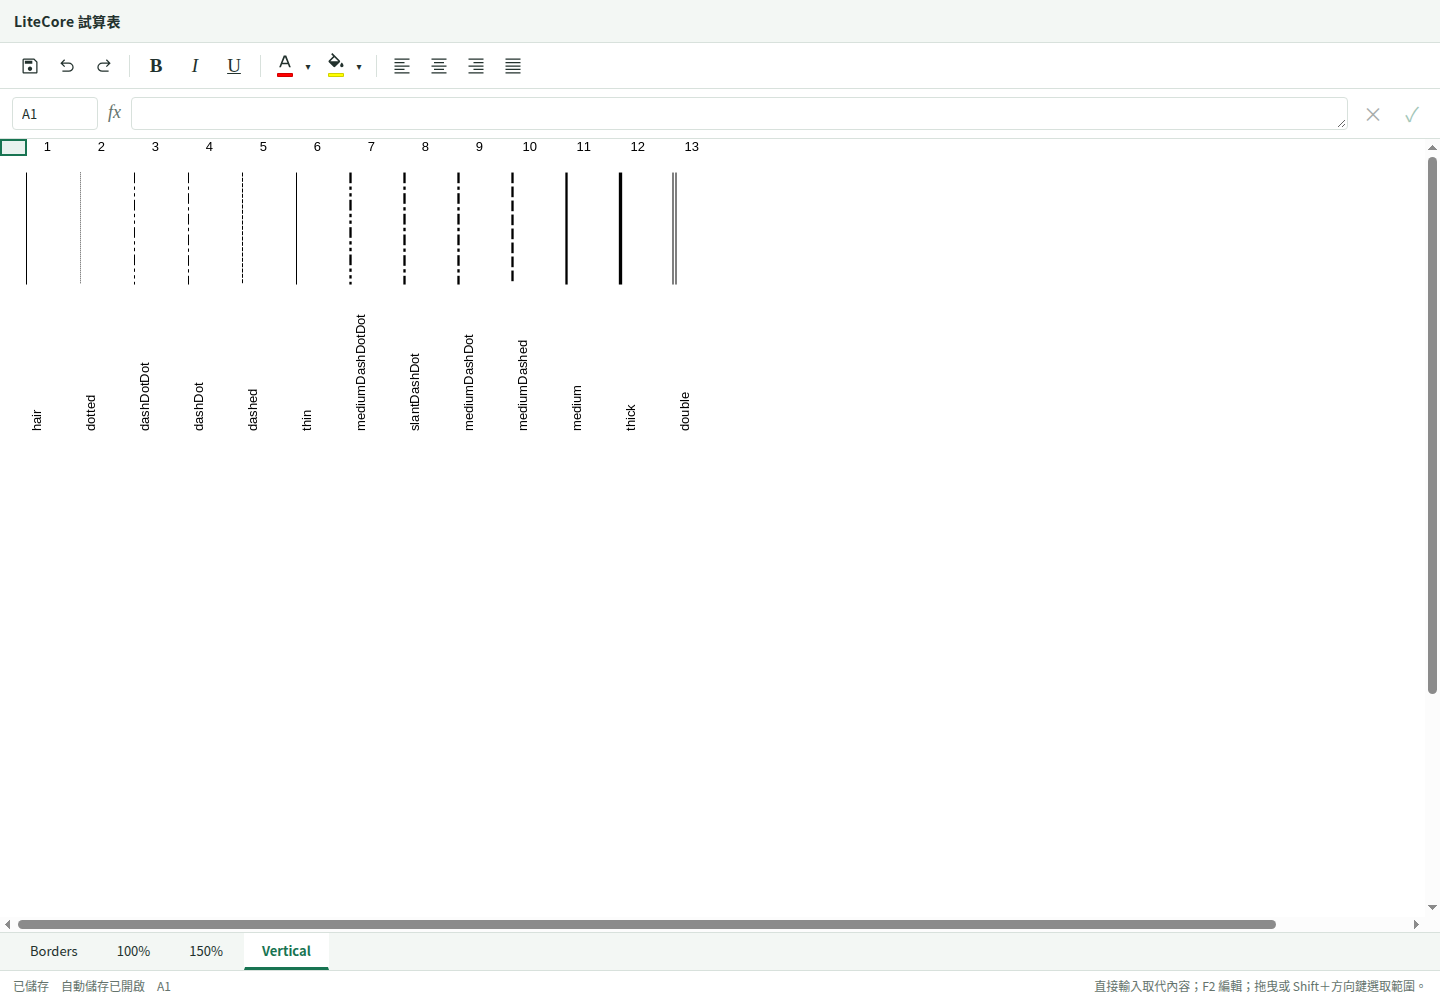 LiteCore 試算表
B I U A
A1 fx
1 2 3 4 5 6 7 8 9 10 11 12 13
hair
dotted
dashDotDot
dashDot
dashed
thin
mediumDashDotDot
slantDashDot
mediumDashDot
mediumDashed
medium
thick
double
Borders 100% 150% Vertical
已儲存 自動儲存已開啟 A1
直接輸入取代內容；F2 編輯；拖曳或 Shift＋方向鍵選取範圍。